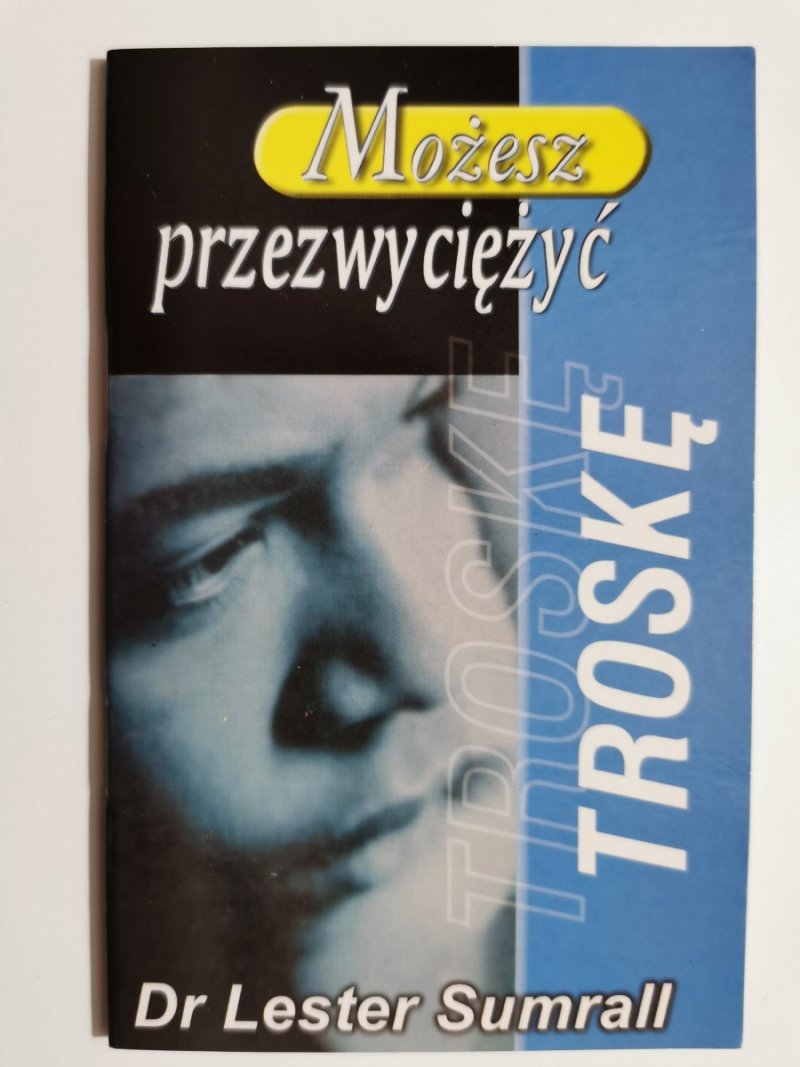 Możesz
przezwyciężyć
TROSKĘ
TROSKĘ
Dr Lester Sumrall